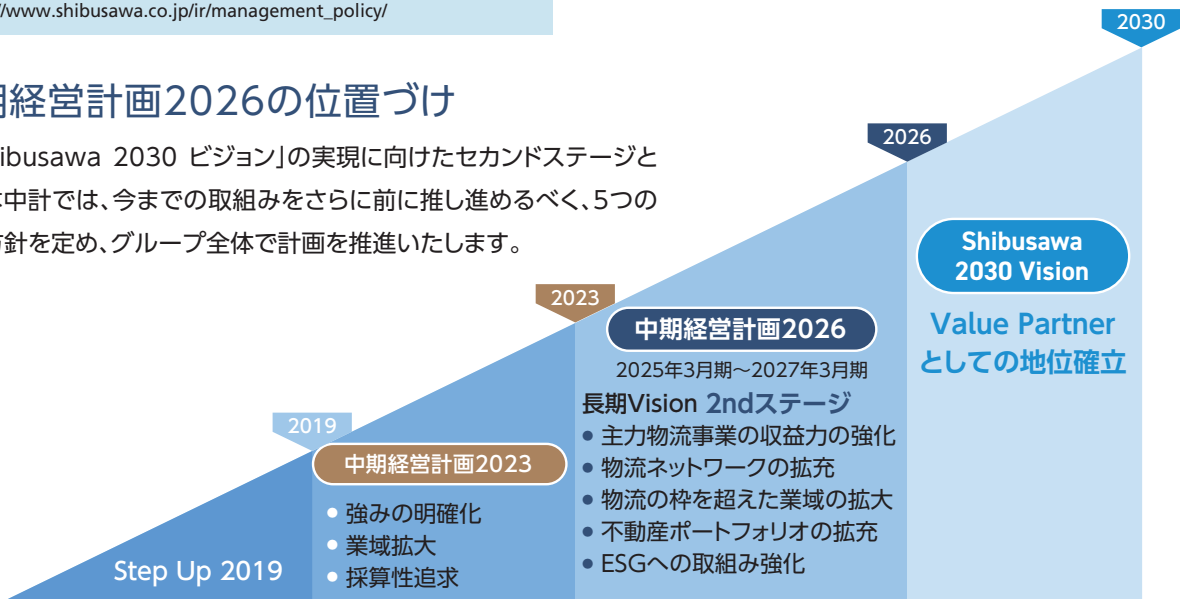 //www.shibusawa.co.jp/ir/management_policy/
2030
期経営計画2026の位置づけ
ibusawa 2030 ビジョン」の実現に向けたセカンドステージと
中計では、今までの取組みをさらに前に推し進めるべく、5つの
方針を定め、グループ全体で計画を推進いたします。
2026
Shibusawa
2030 Vision
Value Partner
としての地位確立
2023
中期経営計画2026
2025年3月期～2027年3月期
長期Vision 2ndステージ
• 主力物流事業の収益力の強化
• 物流ネットワークの拡充
• 物流の枠を超えた業域の拡大
• 不動産ポートフォリオの拡充
• ESGへの取組み強化
2019
中期経営計画2023
• 強みの明確化
• 業域拡大
• 採算性追求
Step Up 2019